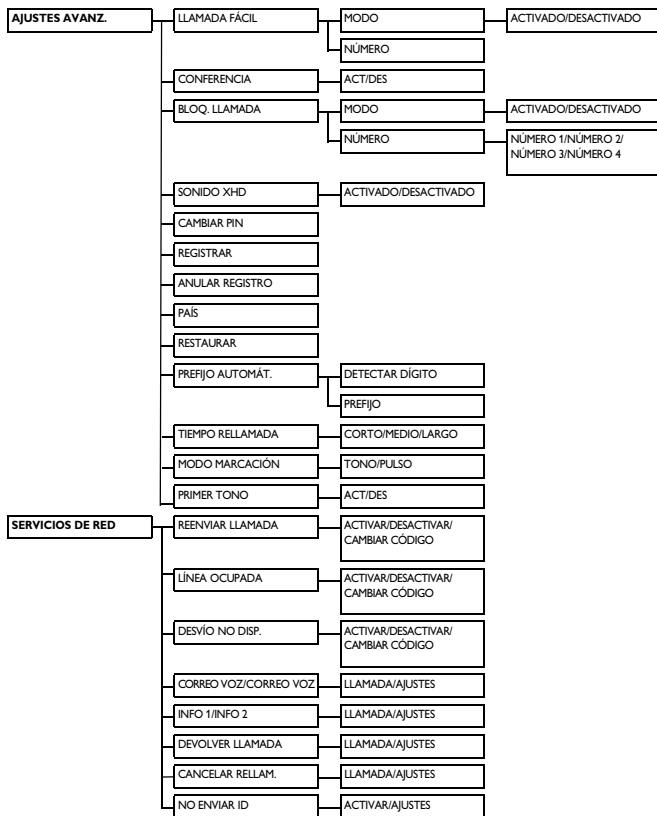 AJUSTES AVANZ.
LLAMADA FÁCIL
MODO
ACTIVADO/DESACTIVADO
NÚMERO
CONFERENCIA
ACT/DES
BLOQ. LLAMADA
MODO
ACTIVADO/DESACTIVADO
NÚMERO
NÚMERO 1/NÚMERO 2/
NÚMERO 3/NÚMERO 4
SONIDO XHD
ACTIVADO/DESACTIVADO
CAMBIAR PIN
REGISTRAR
ANULAR REGISTRO
PAÍS
RESTAURAR
PREFIJO AUTOMÁT.
DETECTAR DÍGITO
PREFIJO
TIEMPO RELLAMADA
CORTO/MEDIO/LARGO
MODO MARCACIÓN
TONO/PULSO
PRIMER TONO
ACT/DES
SERVICIOS DE RED
REENVIAR LLAMADA
ACTIVAR/DESACTIVAR/
CAMBIAR CÓDIGO
LÍNEA OCUPADA
ACTIVAR/DESACTIVAR/
CAMBIAR CÓDIGO
DESVÍO NO DISP.
ACTIVAR/DESACTIVAR/
CAMBIAR CÓDIGO
CORREO VOZ/CORREO VOZ
LLAMADA/AJUSTES
INFO 1/INFO 2
LLAMADA/AJUSTES
DEVOLVER LLAMADA
LLAMADA/AJUSTES
CANCELAR RELLAM.
LLAMADA/AJUSTES
NO ENVIAR ID
ACTIVAR/AJUSTES